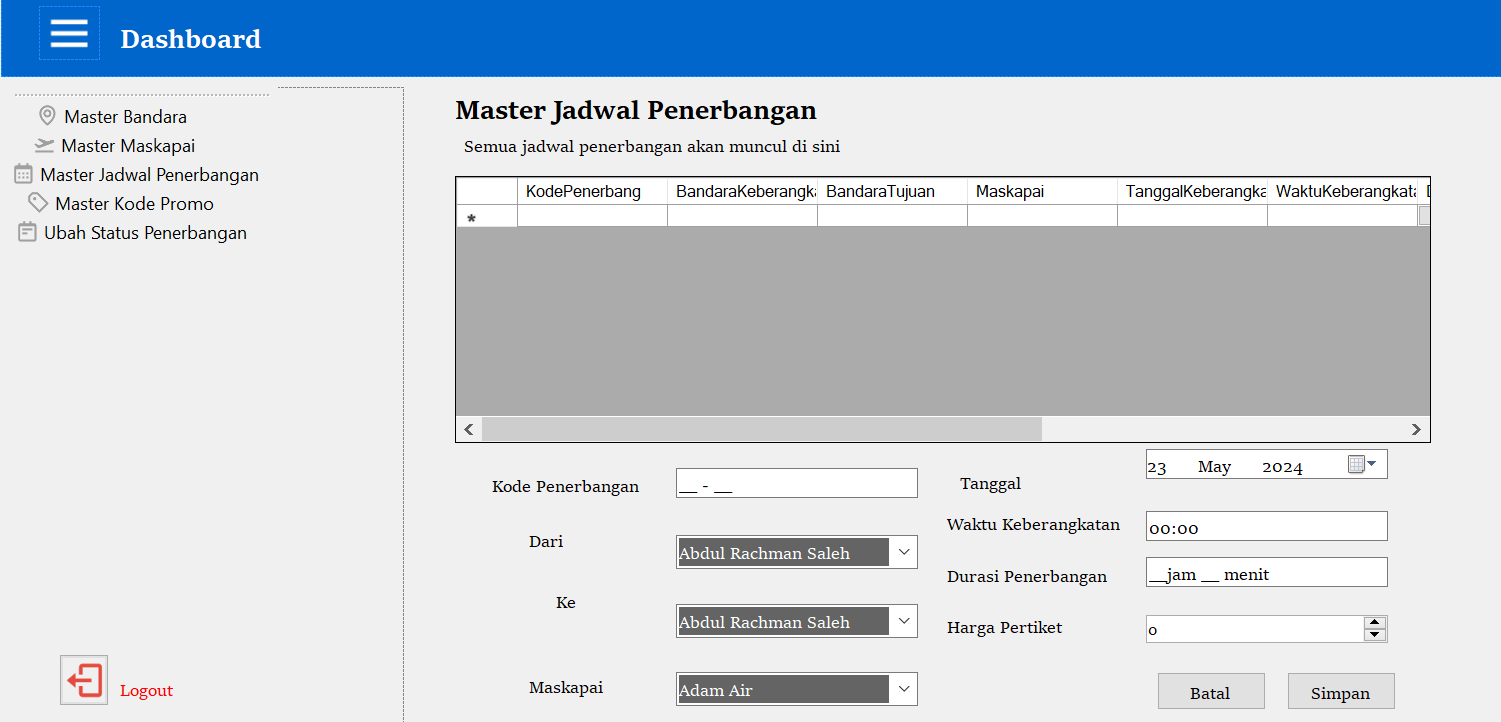 Dashboard
Master Bandara
Master Maskapai
Master Jadwal Penerbangan
Master Kode Promo
Ubah Status Penerbangan
Logout
Master Jadwal Penerbangan
Semua jadwal penerbangan akan muncul di sini
KodePenerbang BandaraKeberangka BandaraTujuan Maskapai TanggalKeberangka WaktuKeberangkata
*
Kode Penerbangan __ - __
Dari Abdul Rachman Saleh
Ke Abdul Rachman Saleh
Maskapai Adam Air
Tanggal 23 May 2024
Waktu Keberangkatan 00:00
Durasi Penerbangan __jam __ menit
Harga Pertiket 0
Batal Simpan